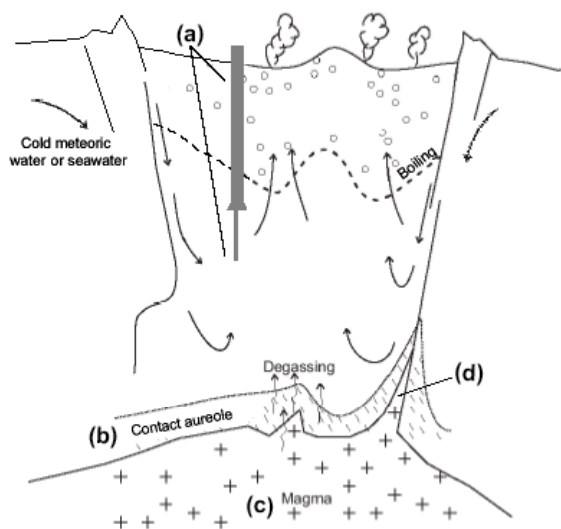 (a)
Cold meteoric
water or seawater
Boiling
Degassing
(d)
(b)
Contact aureole
(c)
Magma